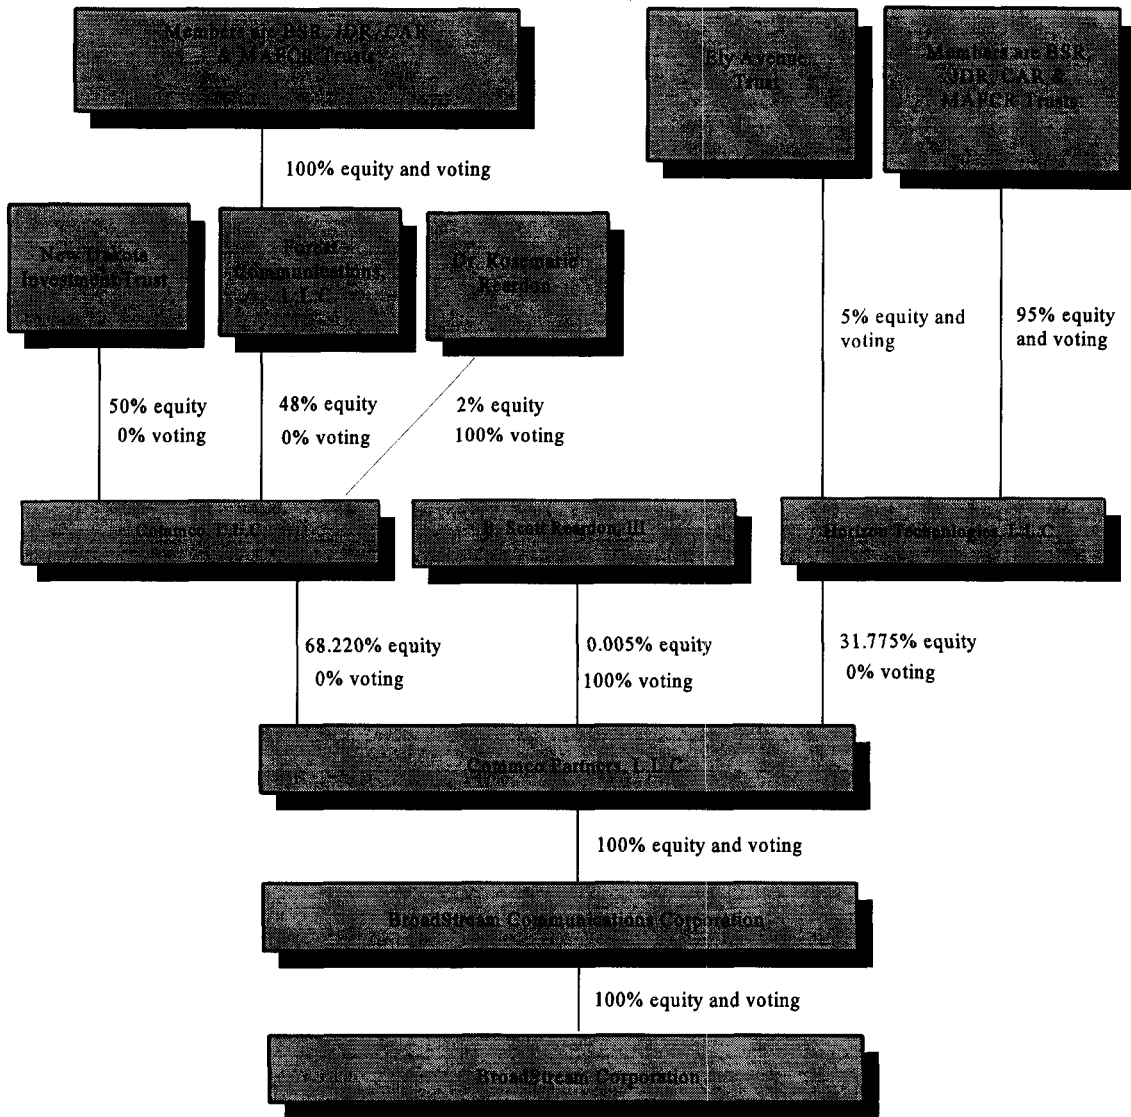 Members are BSR, JDR, CAR
& MAFCR Trusts
Ely Avenue
Trust
Members are BSR,
JDR, CAR &
MAFCR Trusts
100% equity and voting
New Dakota
Investment Trust
Forest
Communications,
L.L.C.
Dr. Rosemarie
Reardon
5% equity and
voting
95% equity
and voting
50% equity
0% voting
48% equity
0% voting
2% equity
100% voting
Commco, L.L.C.
B. Scott Reardon, III
Horizon Technologies, L.L.C.
68.220% equity
0% voting
0.005% equity
100% voting
31.775% equity
0% voting
Commco Partners, L.L.C.
100% equity and voting
BroadStream Communications Corporation
100% equity and voting
BroadStream Corporation